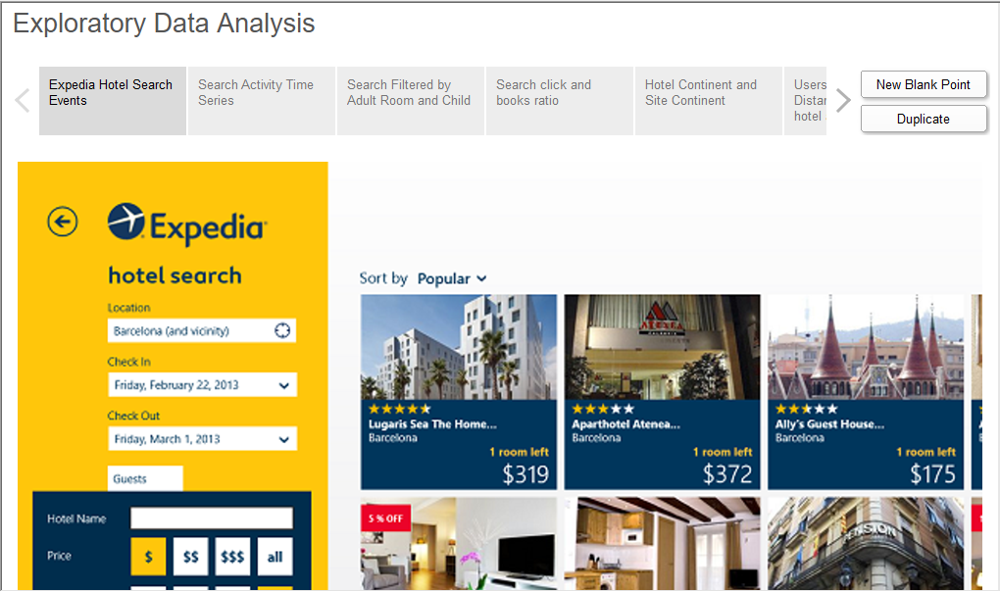 Exploratory Data Analysis
Expedia Hotel Search
Events
Search Activity Time
Series
Search Filtered by
Adult Room and Child
Search click and
books ratio
Hotel Continent and
Site Continent
Users
hotel
New Blank Point
Duplicate
Expedia
hotel search
Location
Barcelona (and vicinity)
Check In
Friday, February 22, 2013
Check Out
Friday, March 1, 2013
Guests
Hotel Name
Price
$ $$ $$$ all
Sort by Popular
Lugaris Sea The Home...
Barcelona
1 room left
$319
Aparthotel Atenea...
Barcelona
1 room left
$372
Ally's Guest House...
Barcelona
1 room left
$175
5 % OFF
PENSION